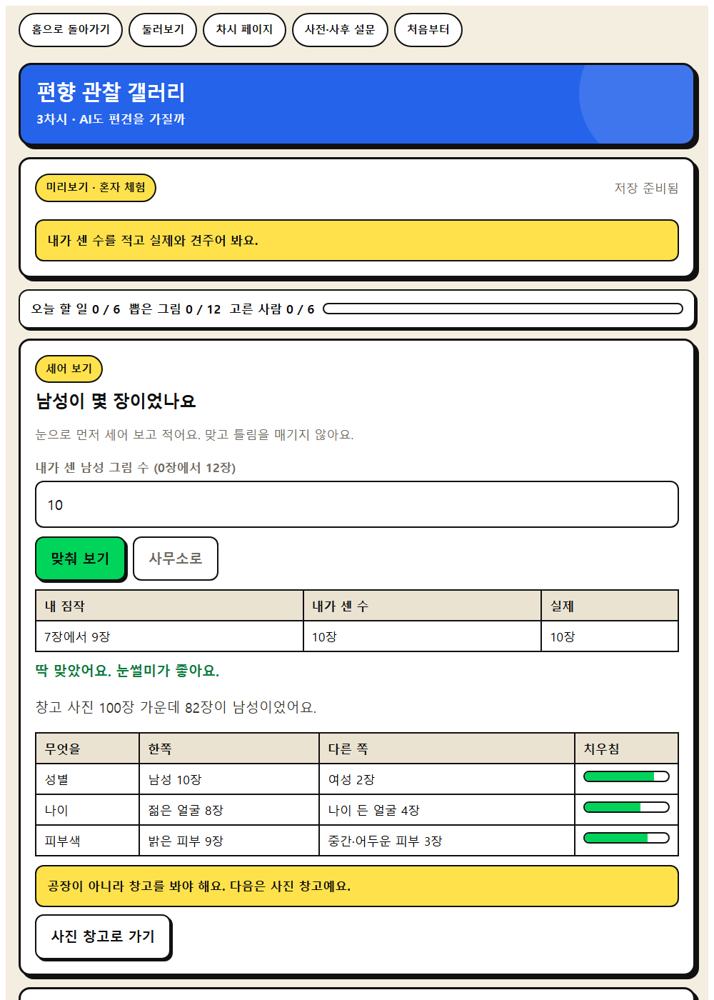 홈으로 돌아가기 둘러보기 차시 페이지 사전·사후 설문 처음부터
편향 관찰 갤러리
3차시 · AI도 편견을 가질까
미리보기 · 혼자 체험 저장 준비됨
내가 센 수를 적고 실제와 견주어 봐요.
오늘 할 일 0 / 6 뽑은 그림 0 / 12 고른 사람 0 / 6
세어 보기
남성이 몇 장이었나요
눈으로 먼저 세어 보고 적어요. 맞고 틀림을 매기지 않아요.
내가 센 남성 그림 수 (0장에서 12장)
10
맞춰 보기 사무소로
내 짐작 내가 센 수 실제
7장에서 9장 10장 10장
딱 맞았어요. 눈썰미가 좋아요.
창고 사진 100장 가운데 82장이 남성이었어요.
무엇을 한쪽 다른 쪽 치우침
성별 남성 10장 여성 2장
나이 젊은 얼굴 8장 나이 든 얼굴 4장
피부색 밝은 피부 9장 중간·어두운 피부 3장
공장이 아니라 창고를 봐야 해요. 다음은 사진 창고예요.
사진 창고로 가기